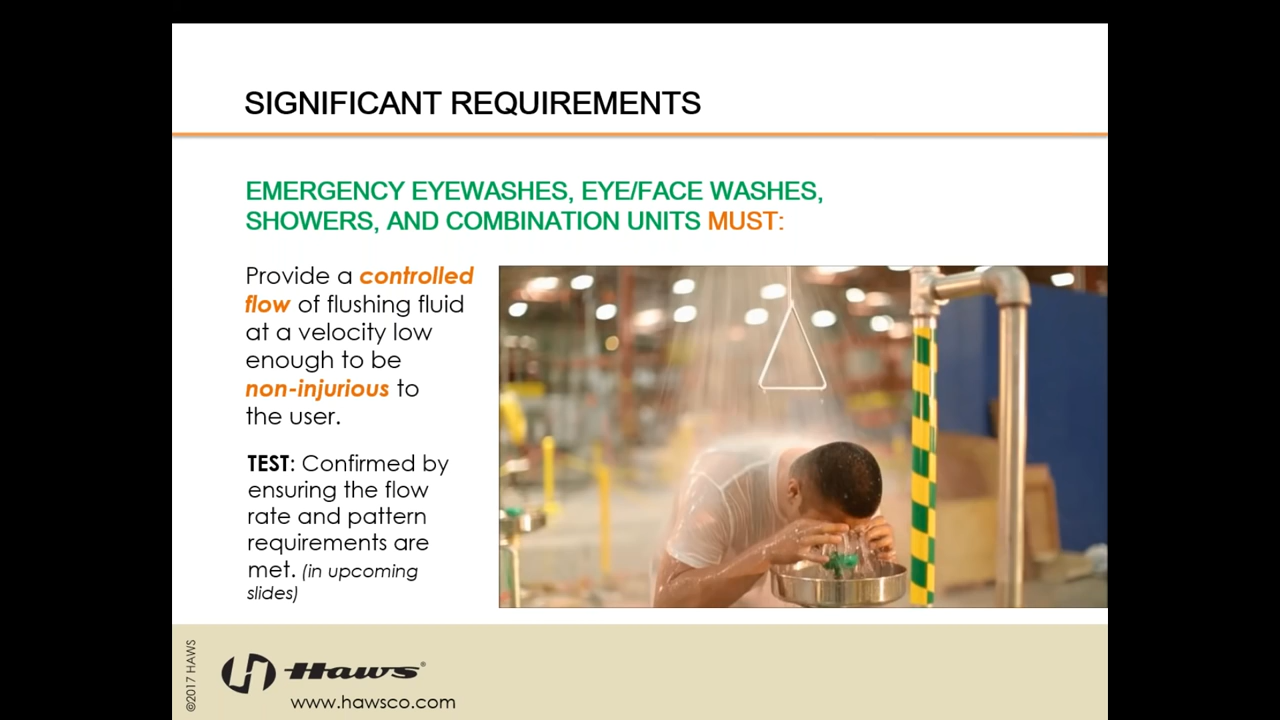 SIGNIFICANT REQUIREMENTS
EMERGENCY EYEWASHES, EYE/FACE WASHES,
SHOWERS, AND COMBINATION UNITS MUST:
Provide a controlled
flow of flushing fluid
at a velocity low
enough to be
non-injurious to
the user.
TEST: Confirmed by
ensuring the flow
rate and pattern
requirements are
met. (in upcoming
slides)
©2017 HAWS
Haws®
www.hawsco.com